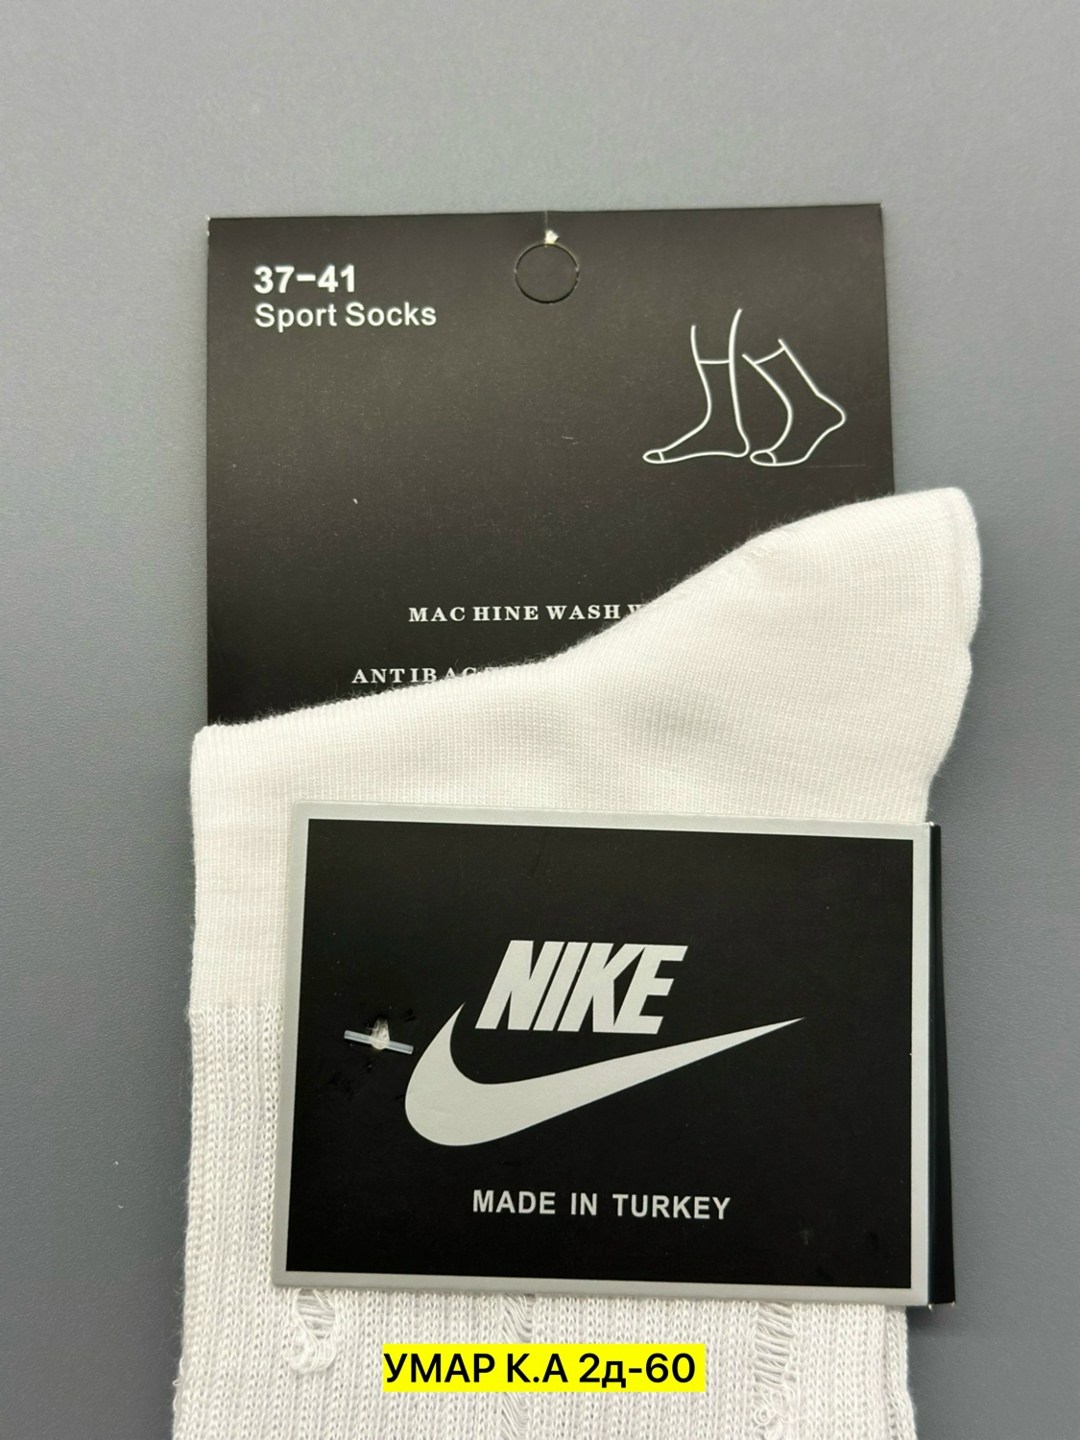 37-41
Sport Socks
MAC HINE WASH
NIKE
MADE IN TURKEY
УМАР К.А 2д-60